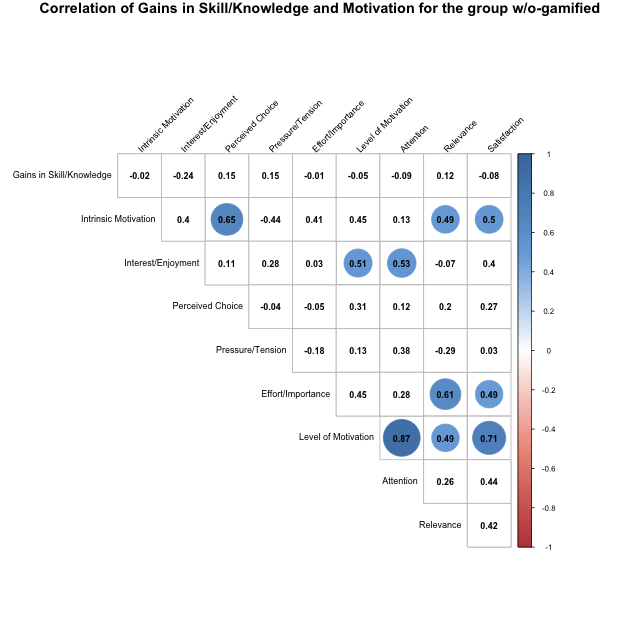 Correlation of Gains in Skill/Knowledge and Motivation for the group w/o-gamified
Intrinsic Motivation
Interest/Enjoyment
Perceived Choice
Pressure/Tension
Effort/Importance
Level of Motivation
Attention
Relevance
Satisfaction
Gains in Skill/Knowledge -0.02 -0.24 0.15 0.15 -0.01 -0.05 -0.09 0.12 -0.08
Intrinsic Motivation 0.4 0.65 -0.44 0.41 0.45 0.13 0.49 0.5
Interest/Enjoyment 0.11 0.28 0.03 0.51 0.53 -0.07 0.4
Perceived Choice -0.04 -0.05 0.31 0.12 0.2 0.27
Pressure/Tension -0.18 0.13 0.38 -0.29 0.03
Effort/Importance 0.45 0.28 0.61 0.49
Level of Motivation 0.87 0.49 0.71
Attention 0.26 0.44
Relevance 0.42
1
0.8
0.6
0.4
0.2
0
-0.2
-0.4
-0.6
-0.8
-1